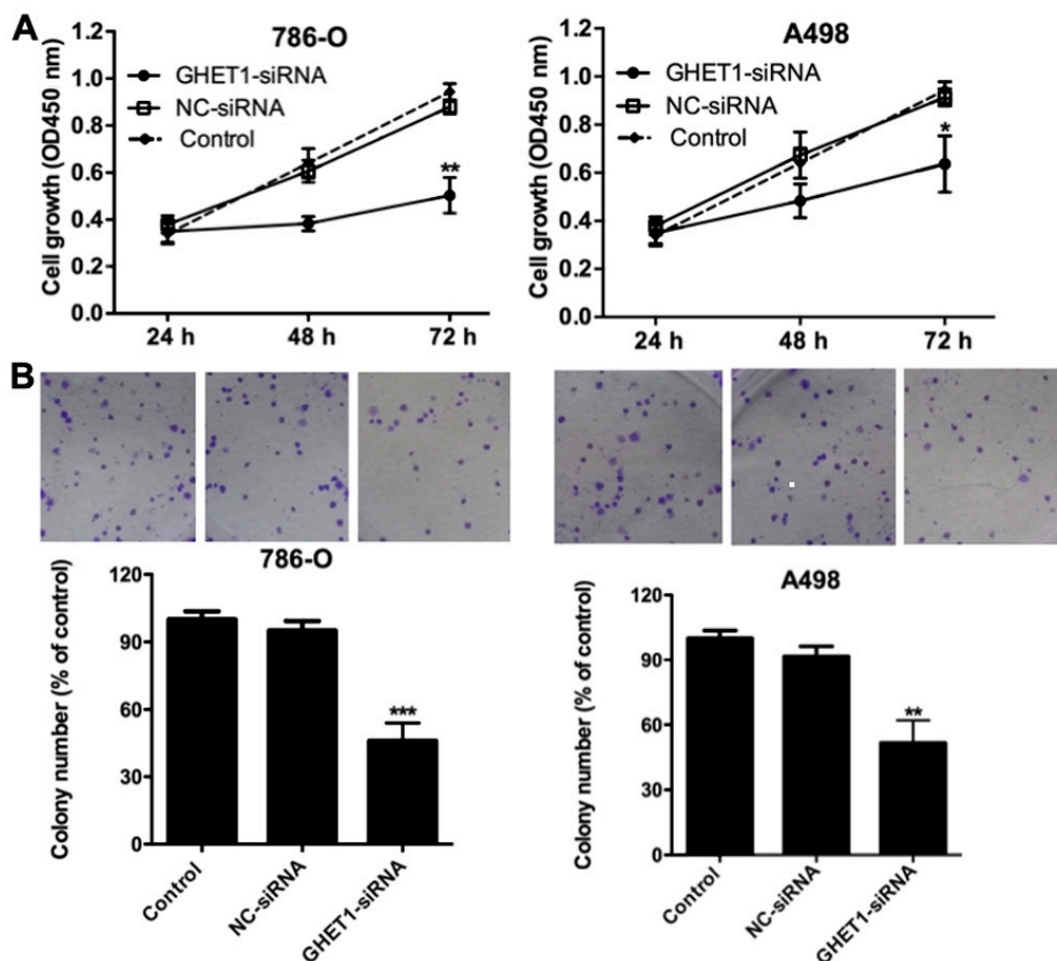 A
786-O
Cell growth (OD450 nm)
1.2
1.0
0.8
0.6
0.4
0.2
0.0
GHET1-siRNA
NC-siRNA
Control
**
24 h
48 h
72 h
A498
Cell growth (OD450 nm)
1.2
1.0
0.8
0.6
0.4
0.2
0.0
GHET1-siRNA
NC-siRNA
Control
*
24 h
48 h
72 h
B
786-O
Colony number (% of control)
120
90
60
30
0
***
Control
NC-siRNA
GHET1-siRNA
A498
Colony number (% of control)
120
90
60
30
0
**
Control
NC-siRNA
GHET1-siRNA